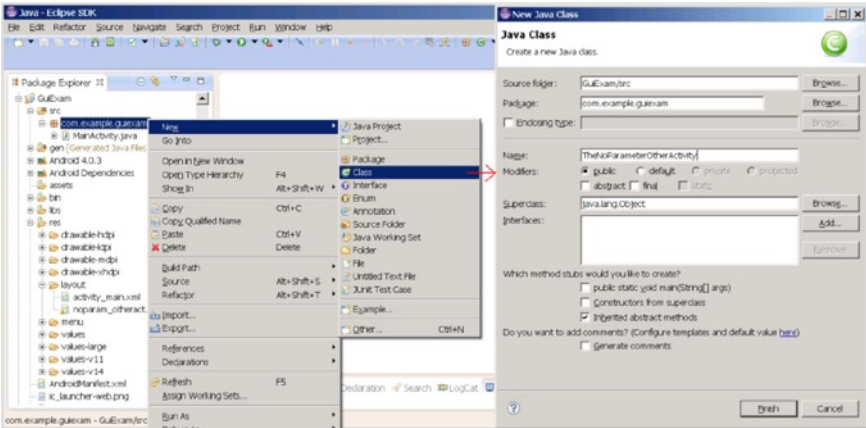 Java - Eclipse SDK
File Edit Refactor Source Navigate Search Project Run Window Help
Package Explorer
GuiExam
src
com.example.guiexam
MainActivity.java
gen [Generated Java Files
Android 4.0.3
Android Dependencies
assets
bin
libs
res
drawable-hdpi
drawable-ldpi
drawable-mdpi
drawable-xhdpi
layout
activity_main.xml
noparam_otheract
menu
values
values-large
values-v11
values-v14
AndroidManifest.xml
ic_launcher-web.png
com.example.guiexam - GuiExam/src
New
Go Into
Open in New Window
Open Type Hierarchy F4
Show In Alt+Shift+W
Copy Ctrl+C
Copy Qualified Name
Paste Ctrl+V
Delete Delete
Build Path
Source Alt+Shift+S
Refactor Alt+Shift+T
Import...
Export...
References
Declarations
Refresh F5
Assign Working Sets...
Run As
Java Project
Project...
Package
Class
Interface
Enum
Annotation
Source Folder
Java Working Set
Folder
File
Untitled Text File
JUnit Test Case
Example...
Other... Ctrl+N
Declaration Search LogCat
New Java Class
Java Class
Create a new Java class.
Source folder: GuiExam/src Browse...
Package: com.example.guiexam Browse...
Enclosing type: Browse...
Name: TheNoParameterOtherActivity
Modifiers: public default private protected
abstract final static
Superclass: java.lang.Object Browse...
Interfaces: Add...
Remove
Which method stubs would you like to create?
public static void main(String[] args)
Constructors from superclass
Inherited abstract methods
Do you want to add comments? (Configure templates and default value here)
Generate comments
Finish Cancel